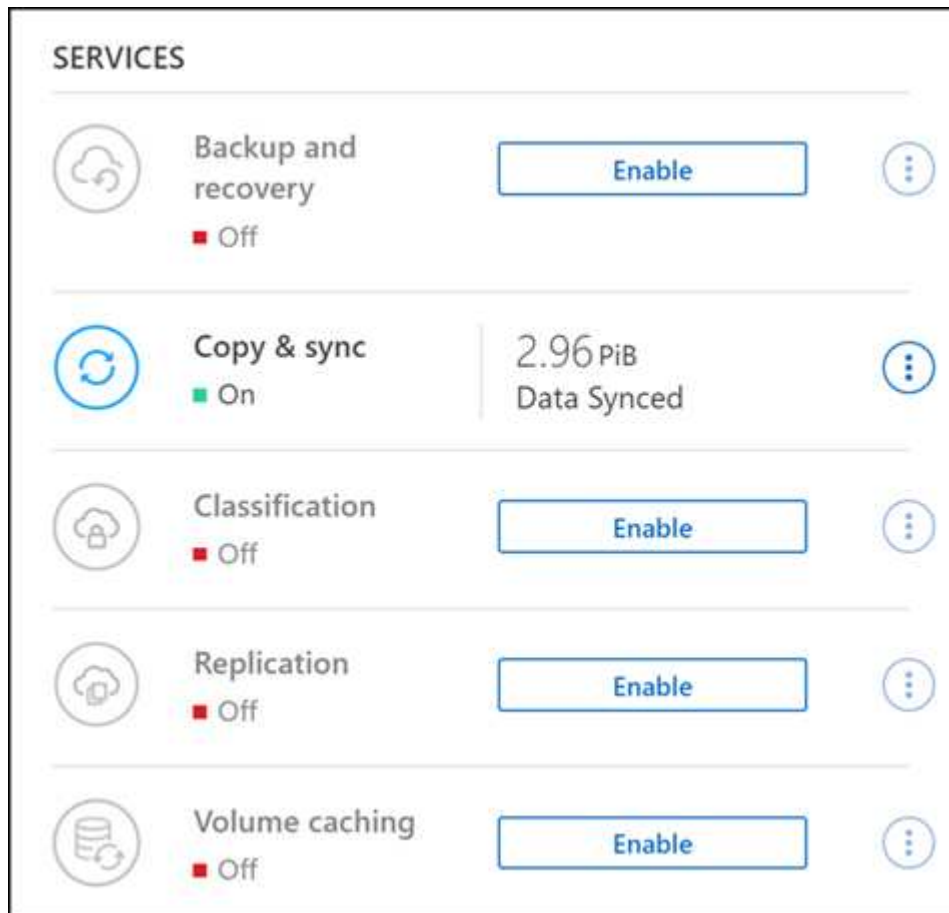 SERVICES
Backup and
recovery
Off
Enable
Copy & sync
On
2.96 PiB
Data Synced
Classification
Off
Enable
Replication
Off
Enable
Volume caching
Off
Enable